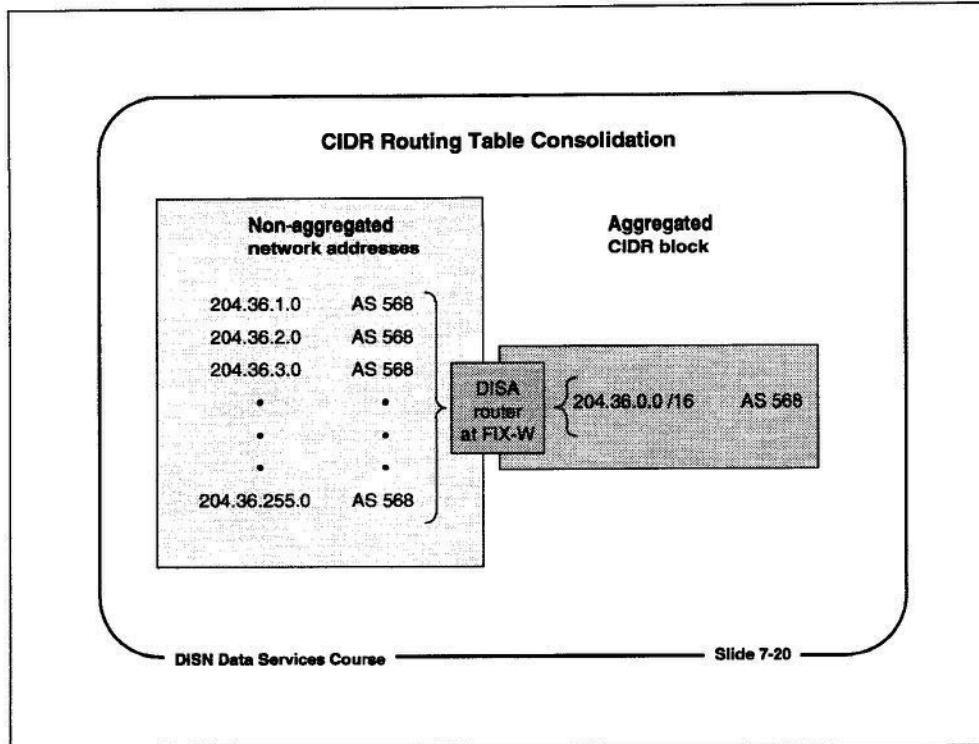 CIDR Routing Table Consolidation
Non-aggregated
network addresses
204.36.1.0 AS 568
204.36.2.0 AS 568
204.36.3.0 AS 568
• •
• •
• •
204.36.255.0 AS 568
DISA
router
at FIX-W
Aggregated
CIDR block
204.36.0.0 /16 AS 568
DISN Data Services Course
Slide 7-20